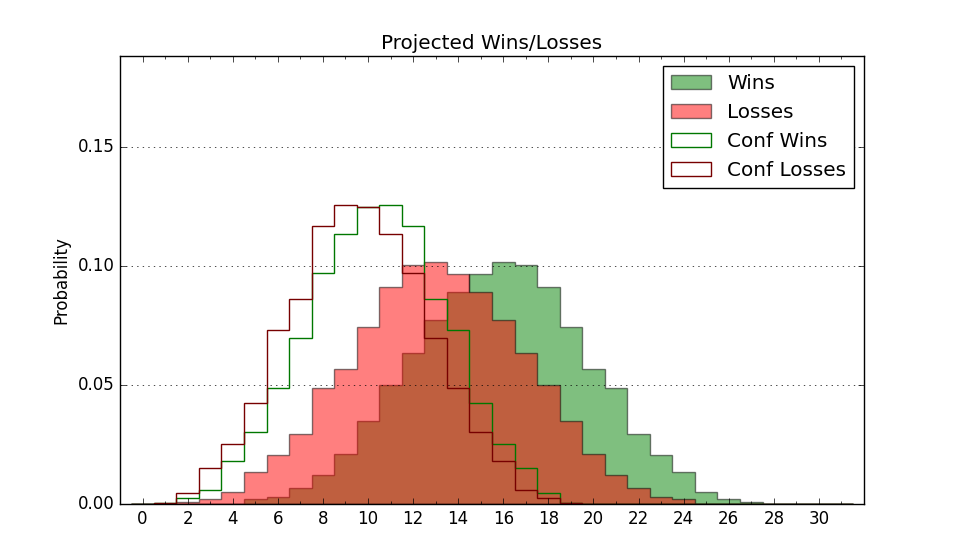 Projected Wins/Losses
Wins
Losses
Conf Wins
Conf Losses
Probability
0.15
0.10
0.05
0.00
0 2 4 6 8 10 12 14 16 18 20 22 24 26 28 30